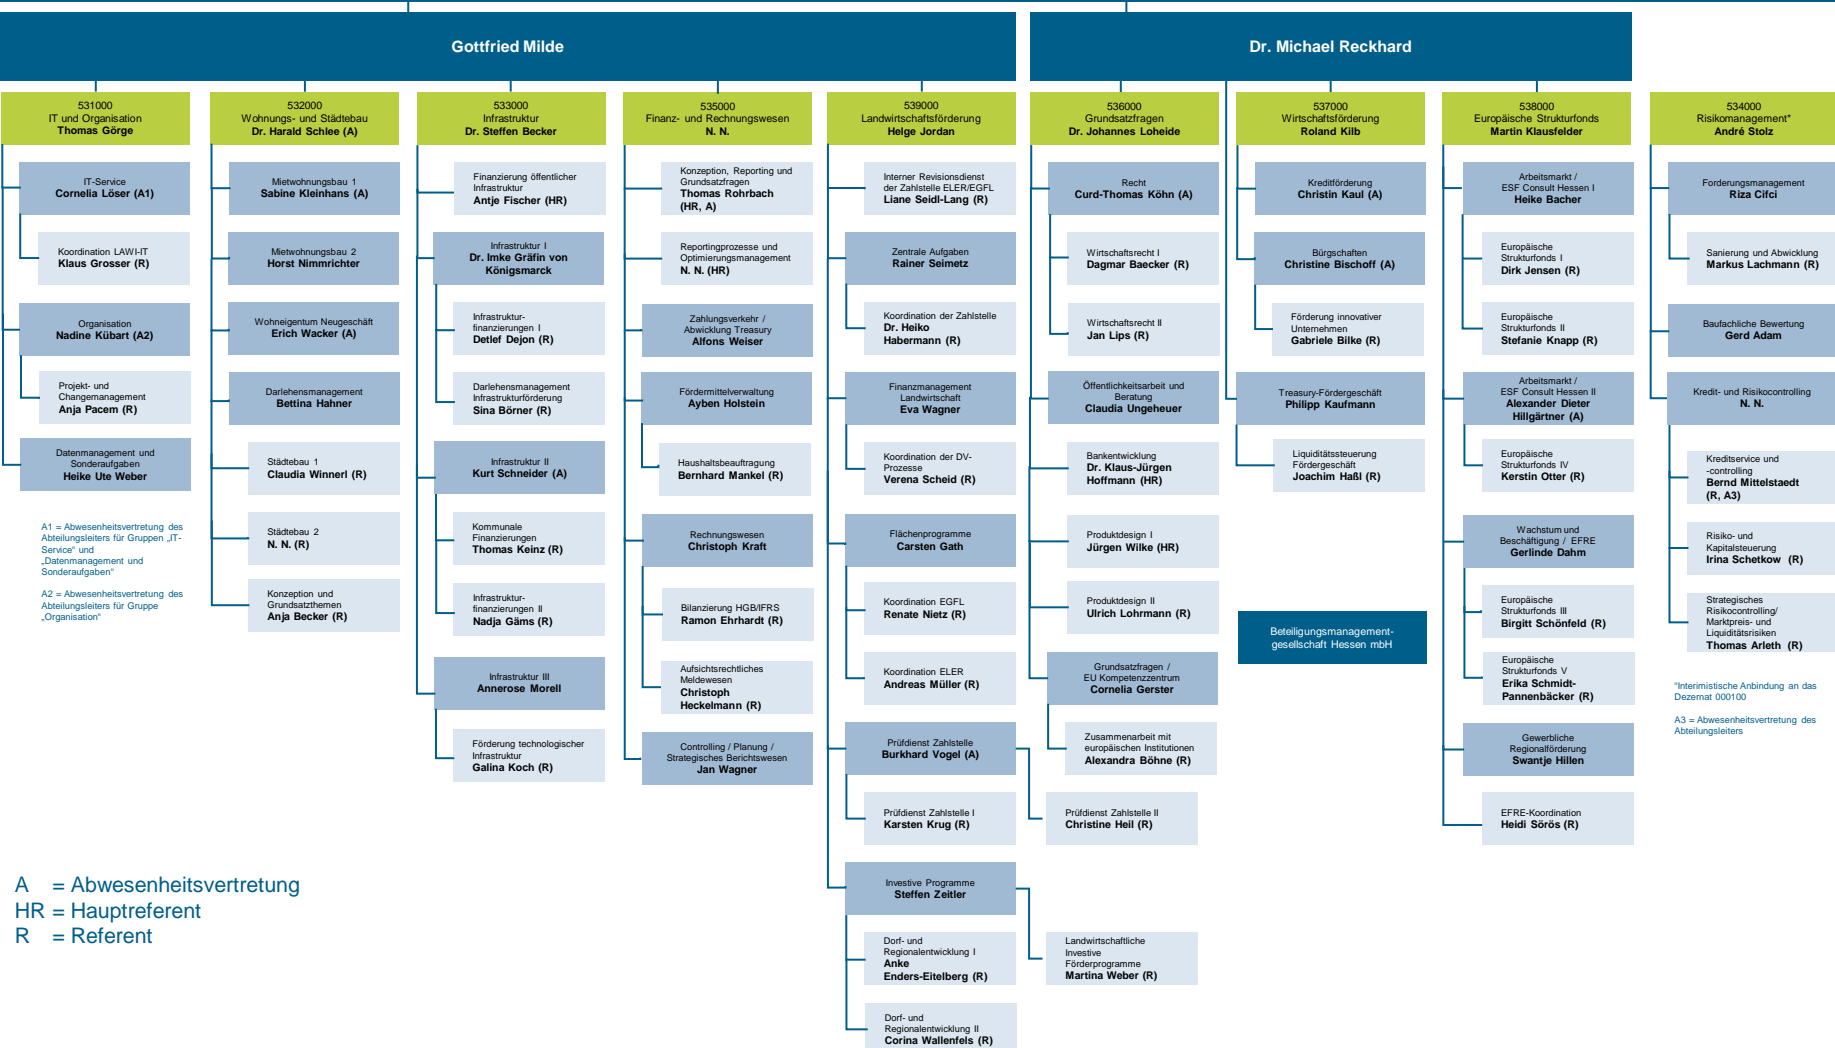 Gottfried Milde
Dr. Michael Reckhard
531000
IT und Organisation
Thomas Görge
IT-Service
Cornelia Löser (A1)
Koordination LAWI-IT
Klaus Grosser (R)
Organisation
Nadine Kübart (A2)
Projekt- und
Changemanagement
Anja Pacem (R)
Datenmanagement und
Sonderaufgaben
Heike Ute Weber
A1 = Abwesenheitsvertretung des
Abteilungsleiters für Gruppen „IT-
Service“ und
„Datenmanagement und
Sonderaufgaben“
A2 = Abwesenheitsvertretung des
Abteilungsleiters für Gruppe
„Organisation“
532000
Wohnungs- und Städtebau
Dr. Harald Schlee (A)
Mietwohnungsbau 1
Sabine Kleinhans (A)
Mietwohnungsbau 2
Horst Nimmrichter
Wohneigentum Neugeschäft
Erich Wacker (A)
Darlehensmanagement
Bettina Hahner
Städtebau 1
Claudia Winnerl (R)
Städtebau 2
N. N. (R)
Konzeption und
Grundsatzthemen
Anja Becker (R)
533000
Infrastruktur
Dr. Steffen Becker
Finanzierung öffentlicher
Infrastruktur
Antje Fischer (HR)
Infrastruktur I
Dr. Imke Gräfin von
Königsmarck
Infrastruktur-
finanzierungen I
Detlef Dejon (R)
Darlehensmanagement
Infrastrukturförderung
Sina Börner (R)
Infrastruktur II
Kurt Schneider (A)
Kommunale
Finanzierungen
Thomas Keinz (R)
Infrastruktur-
finanzierungen II
Nadja Gäms (R)
Infrastruktur III
Annerose Morell
Förderung technologischer
Infrastruktur
Galina Koch (R)
535000
Finanz- und Rechnungswesen
N. N.
Konzeption, Reporting und
Grundsatzfragen
Thomas Rohrbach
(HR, A)
Reportingprozesse und
Optimierungsmanagement
N. N. (HR)
Zahlungsverkehr /
Abwicklung Treasury
Alfons Weiser
Fördermittelverwaltung
Ayben Holstein
Haushaltsbeauftragung
Bernhard Mankel (R)
Rechnungswesen
Christoph Kraft
Bilanzierung HGB/IFRS
Ramon Ehrhardt (R)
Aufsichtsrechtliches
Meldewesen
Christoph
Heckelmann (R)
Controlling / Planung /
Strategisches Berichtswesen
Jan Wagner
539000
Landwirtschaftsförderung
Helge Jordan
Interner Revisionsdienst
der Zahlstelle ELER/EGFL
Liane Seidl-Lang (R)
Zentrale Aufgaben
Rainer Seimetz
Koordination der Zahlstelle
Dr. Heiko
Habermann (R)
Finanzmanagement
Landwirtschaft
Eva Wagner
Koordination der DV-
Prozesse
Verena Scheid (R)
Flächenprogramme
Carsten Gath
Koordination EGFL
Renate Nietz (R)
Koordination ELER
Andreas Müller (R)
Prüfdienst Zahlstelle
Burkhard Vogel (A)
Prüfdienst Zahlstelle I
Karsten Krug (R)
Prüfdienst Zahlstelle II
Christine Heil (R)
Investive Programme
Steffen Zeitler
Dorf- und
Regionalentwicklung I
Anke
Enders-Eitelberg (R)
Landwirtschaftliche
Investive
Förderprogramme
Martina Weber (R)
Dorf- und
Regionalentwicklung II
Corina Wallenfels (R)
536000
Grundsatzfragen
Dr. Johannes Loheide
Recht
Curd-Thomas Köhn (A)
Wirtschaftsrecht I
Dagmar Baecker (R)
Wirtschaftsrecht II
Jan Lips (R)
Öffentlichkeitsarbeit und
Beratung
Claudia Ungeheuer
Bankentwicklung
Dr. Klaus-Jürgen
Hoffmann (HR)
Produktdesign I
Jürgen Wilke (HR)
Produktdesign II
Ulrich Lohrmann (R)
Grundsatzfragen /
EU Kompetenzzentrum
Cornelia Gerster
Zusammenarbeit mit
europäischen Institutionen
Alexandra Böhne (R)
537000
Wirtschaftsförderung
Roland Kilb
Kreditförderung
Christin Kaul (A)
Bürgschaften
Christine Bischoff (A)
Förderung innovativer
Unternehmen
Gabriele Bilke (R)
Treasury-Fördergeschäft
Philipp Kaufmann
Liquiditätssteuerung
Fördergeschäft
Joachim Haßl (R)
Beteiligungsmanagement-
gesellschaft Hessen mbH
538000
Europäische Strukturfonds
Martin Klausfelder
Arbeitsmarkt /
ESF Consult Hessen I
Heike Bacher
Europäische
Strukturfonds I
Dirk Jensen (R)
Europäische
Strukturfonds II
Stefanie Knapp (R)
Arbeitsmarkt /
ESF Consult Hessen II
Alexander Dieter
Hillgärtner (A)
Europäische
Strukturfonds IV
Kerstin Otter (R)
Wachstum und
Beschäftigung / EFRE
Gerlinde Dahm
Europäische
Strukturfonds III
Birgitt Schönfeld (R)
Europäische
Strukturfonds V
Erika Schmidt-
Pannenbäcker (R)
Gewerbliche
Regionalförderung
Swantje Hillen
EFRE-Koordination
Heidi Sörös (R)
534000
Risikomanagement*
André Stolz
Forderungsmanagement
Riza Cifci
Sanierung und Abwicklung
Markus Lachmann (R)
Baufachliche Bewertung
Gerd Adam
Kredit- und Risikocontrolling
N. N.
Kreditservice und
-controlling
Bernd Mittelstaedt
(R, A3)
Risiko- und
Kapitalsteuerung
Irina Schetkow (R)
Strategisches
Risikocontrolling/
Marktpreis- und
Liquiditätsrisiken
Thomas Arleth (R)
*Interimistische Anbindung an das
Dezernat 000100
A3 = Abwesenheitsvertretung des
Abteilungsleiters
A = Abwesenheitsvertretung
HR = Hauptreferent
R = Referent